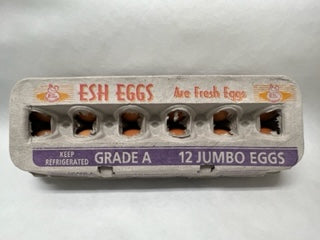 ESH EGGS Are Fresh Eggs
KEEP
REFRIGERATED
GRADE A 12 JUMBO EGGS